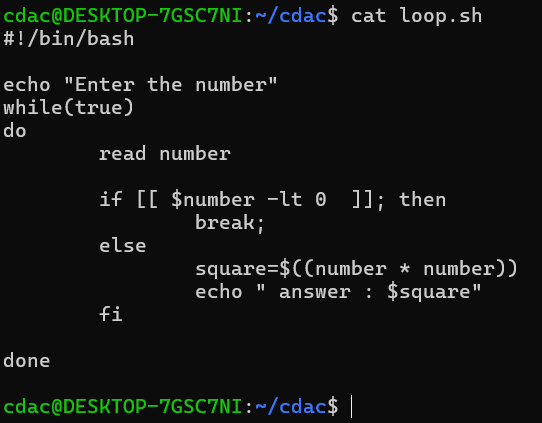 cdac@DESKTOP-7GSC7NI:~/cdac$ cat loop.sh
#!/bin/bash

echo "Enter the number"
while(true)
do
        read number

        if [[ $number -lt 0  ]]; then
                break;
        else
                square=$((number * number))
                echo " answer : $square"
        fi

done

cdac@DESKTOP-7GSC7NI:~/cdac$